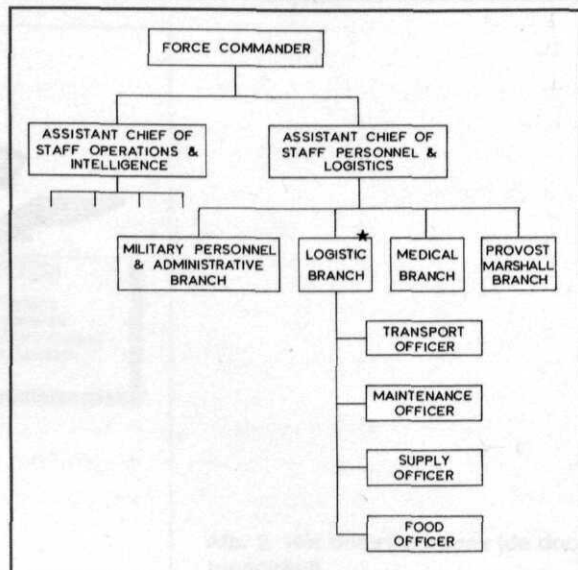 FORCE COMMANDER
ASSISTANT CHIEF OF
STAFF OPERATIONS &
INTELLIGENCE
ASSISTANT CHIEF OF
STAFF PERSONNEL &
LOGISTICS
MILITARY PERSONNEL
& ADMINISTRATIVE
BRANCH
LOGISTIC
BRANCH
MEDICAL
BRANCH
PROVOST
MARSHALL
BRANCH
TRANSPORT
OFFICER
MAINTENANCE
OFFICER
SUPPLY
OFFICER
FOOD
OFFICER